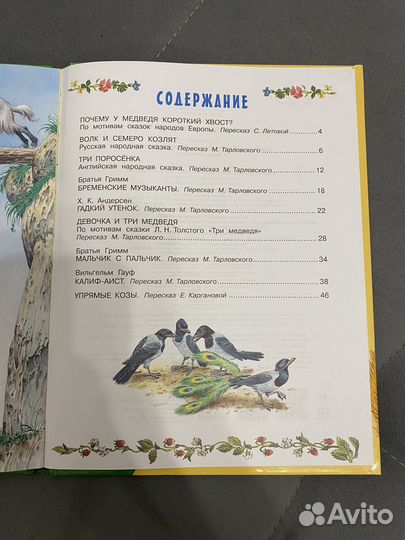 СОДЕРЖАНИЕ
ПОЧЕМУ У МЕДВЕДЯ КОРОТКИЙ ХВОСТ?
По мотивам сказок народов Европы. Пересказ С. Летовой ..... 4
ВОЛК И СЕМЕРО КОЗЛЯТ
Русская народная сказка. Пересказ М. Тарловского ..... 6
ТРИ ПОРОСЁНКА
Английская народная сказка. Пересказ М. Тарловского ..... 12
Братья Гримм
БРЕМЕНСКИЕ МУЗЫКАНТЫ. Пересказ М. Тарловского ..... 18
Х. К. Андерсен
ГАДКИЙ УТЕНОК. Пересказ М. Тарловского ..... 22
ДЕВОЧКА И ТРИ МЕДВЕДЯ
По мотивам сказки Л. Н. Толстого «Три медведя»
Пересказ М. Тарловского ..... 28
Братья Гримм
МАЛЬЧИК С ПАЛЬЧИК. Пересказ М. Тарловского ..... 34
Вильгельм Гауф
КАЛИФ-АИСТ. Пересказ М. Тарловского ..... 38
УПРЯМЫЕ КОЗЫ. Пересказ Е. Каргановой ..... 46
Avito